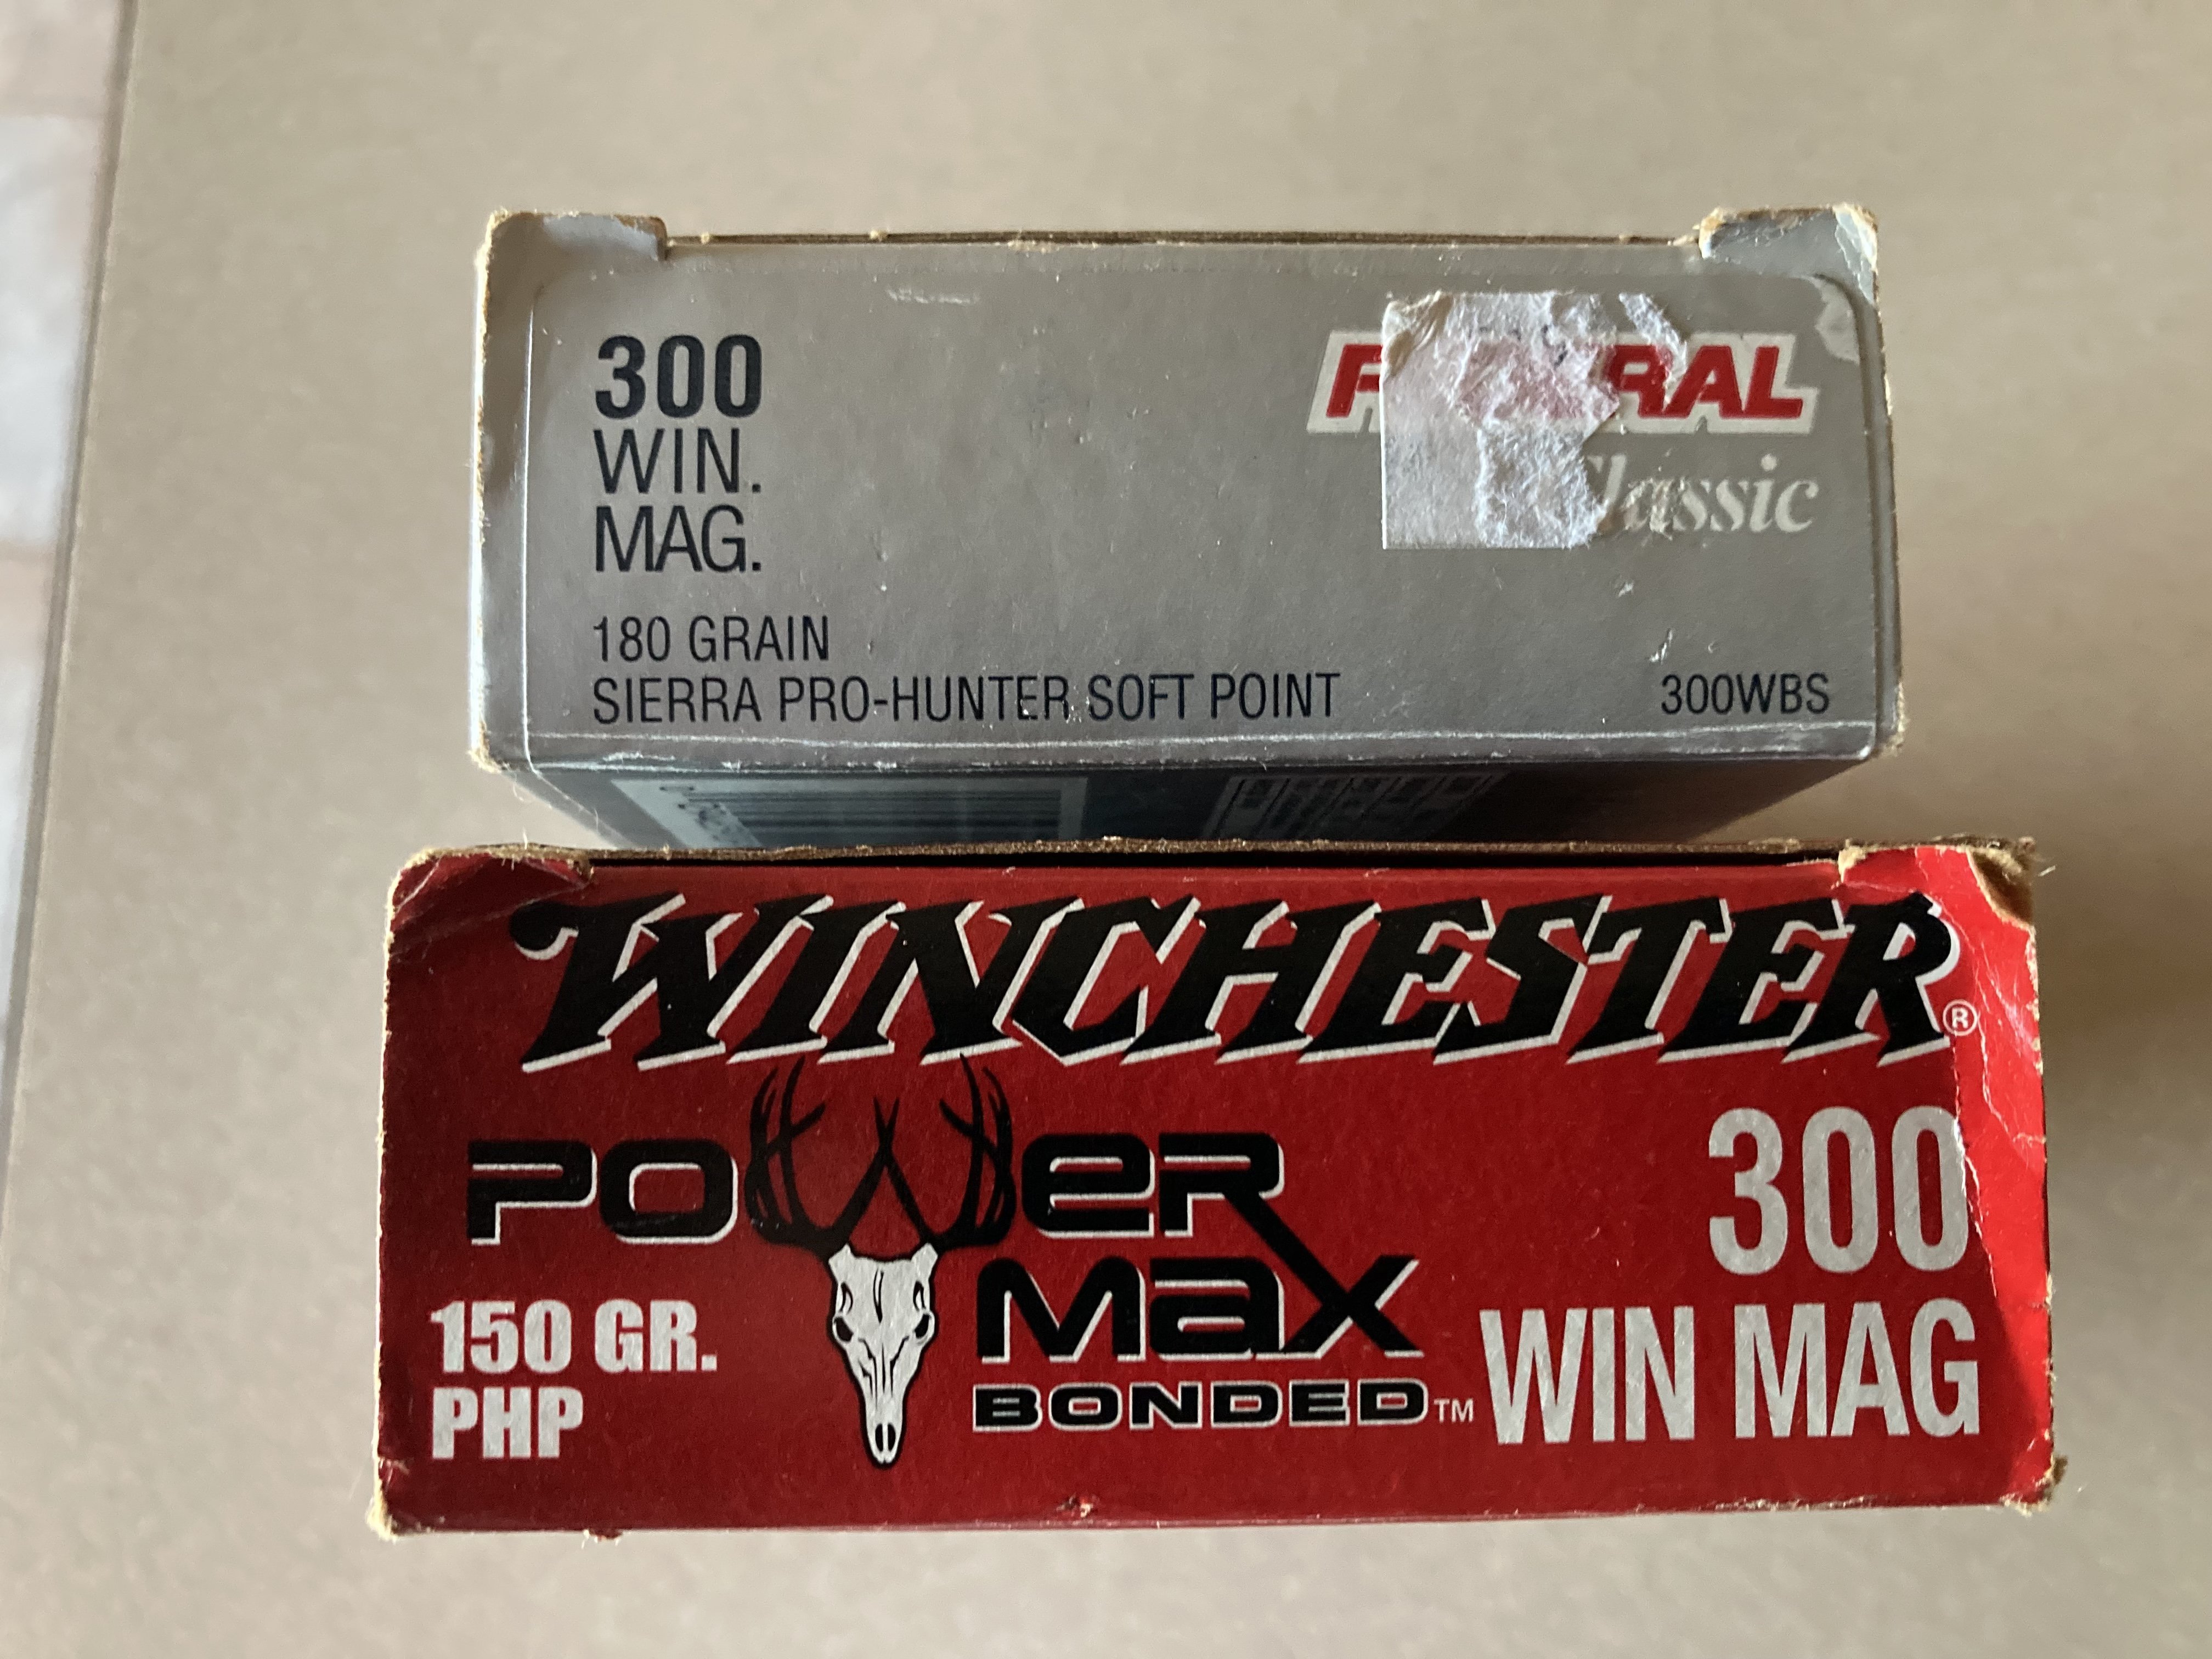 300
WIN.
MAG.
180 GRAIN
SIERRA PRO-HUNTER SOFT POINT
300WBS
WINCHESTER®
POWER
MAX
BONDED™
150 GR.
PHP
300
WIN MAG